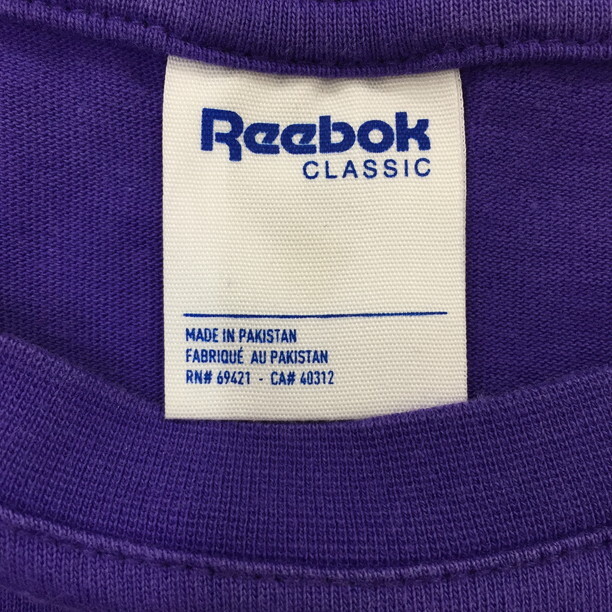 Reebok
CLASSIC
MADE IN PAKISTAN
FABRIQUÉ AU PAKISTAN
RN# 69421 - CA# 40312